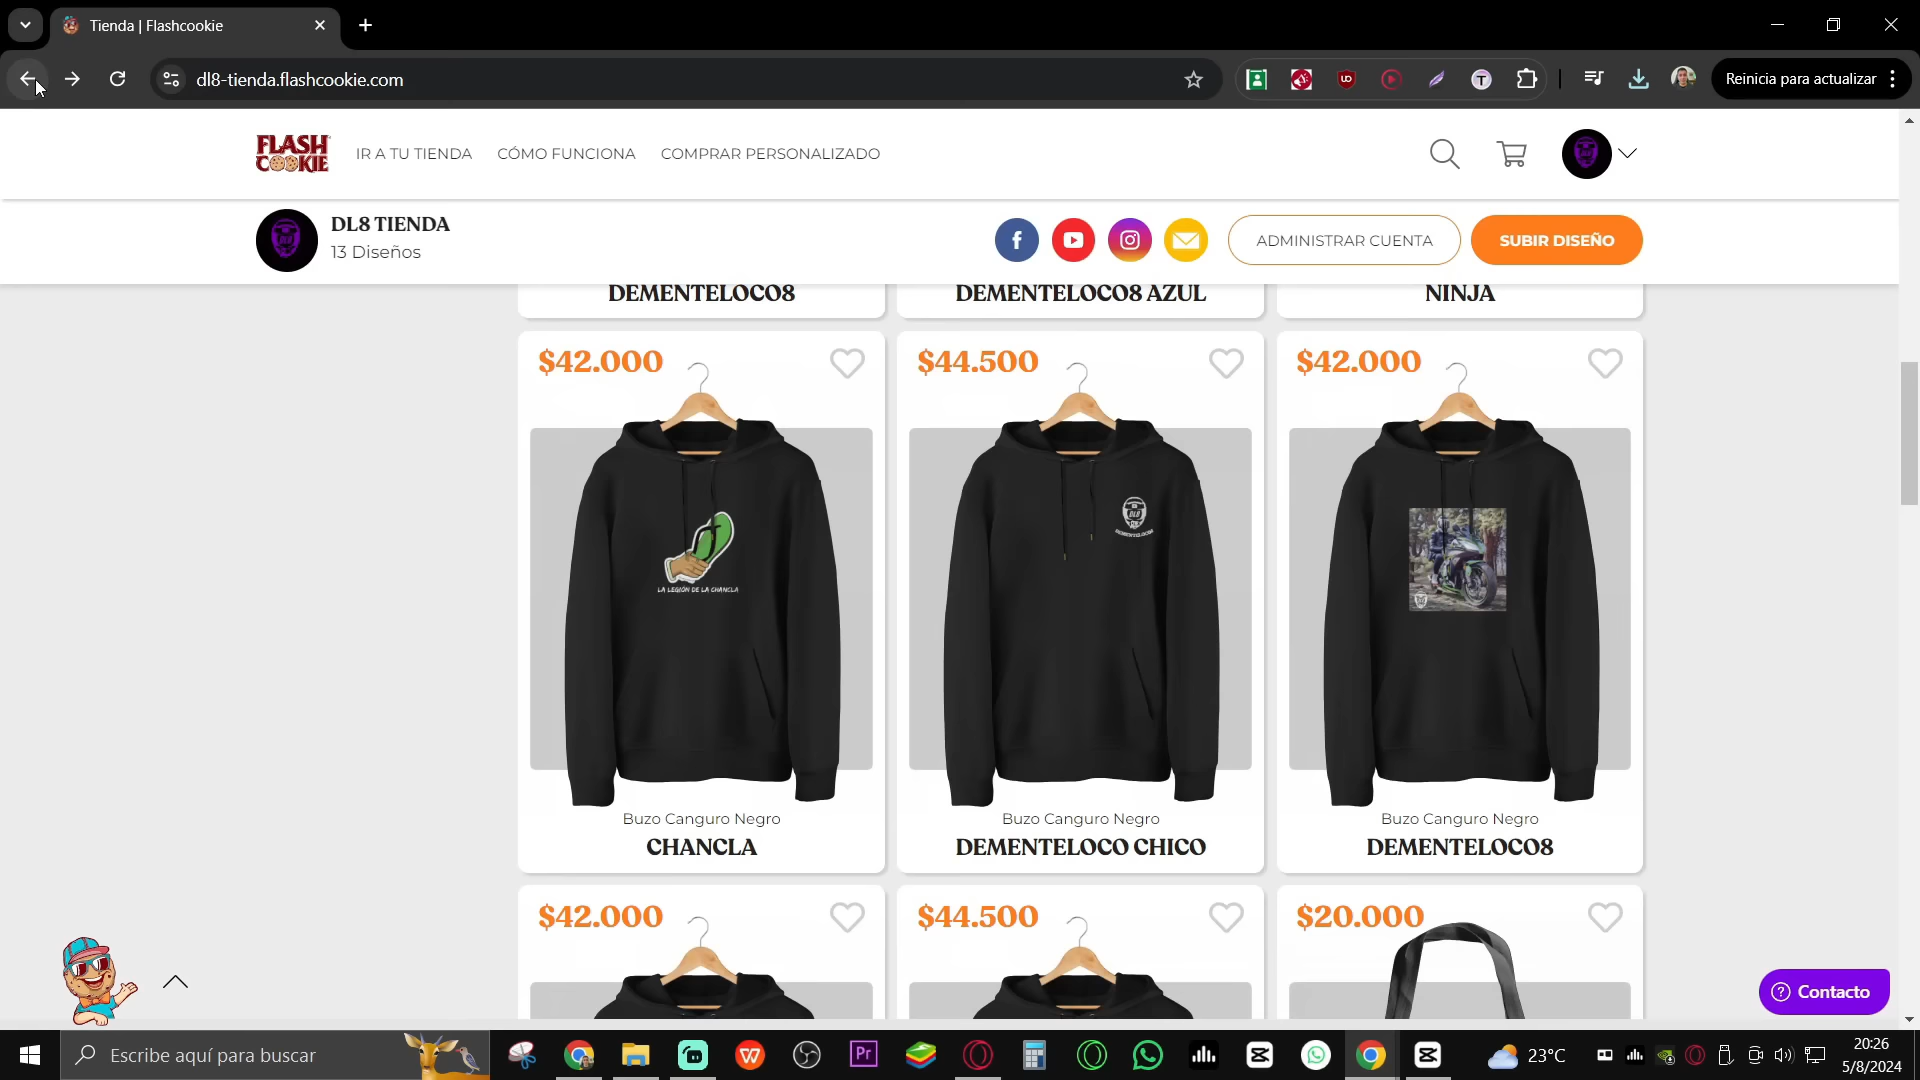 Tienda | Flashcookie
dl8-tienda.flashcookie.com
Reinicia para actualizar
FLASH
COOKIE
IR A TU TIENDA
CÓMO FUNCIONA
COMPRAR PERSONALIZADO
DL8 TIENDA
13 Diseños
ADMINISTRAR CUENTA
SUBIR DISEÑO
DEMENTELOCO8
DEMENTELOCO8 AZUL
NINJA
$42.000
$44.500
$42.000
LA LEGIÓN DE LA CHANCLA
DL8
DEMENTELOCO8
Buzo Canguro Negro
CHANCLA
Buzo Canguro Negro
DEMENTELOCO CHICO
Buzo Canguro Negro
DEMENTELOCO8
$42.000
$44.500
$20.000
Contacto
Escribe aquí para buscar
23°C
20:26
5/8/2024